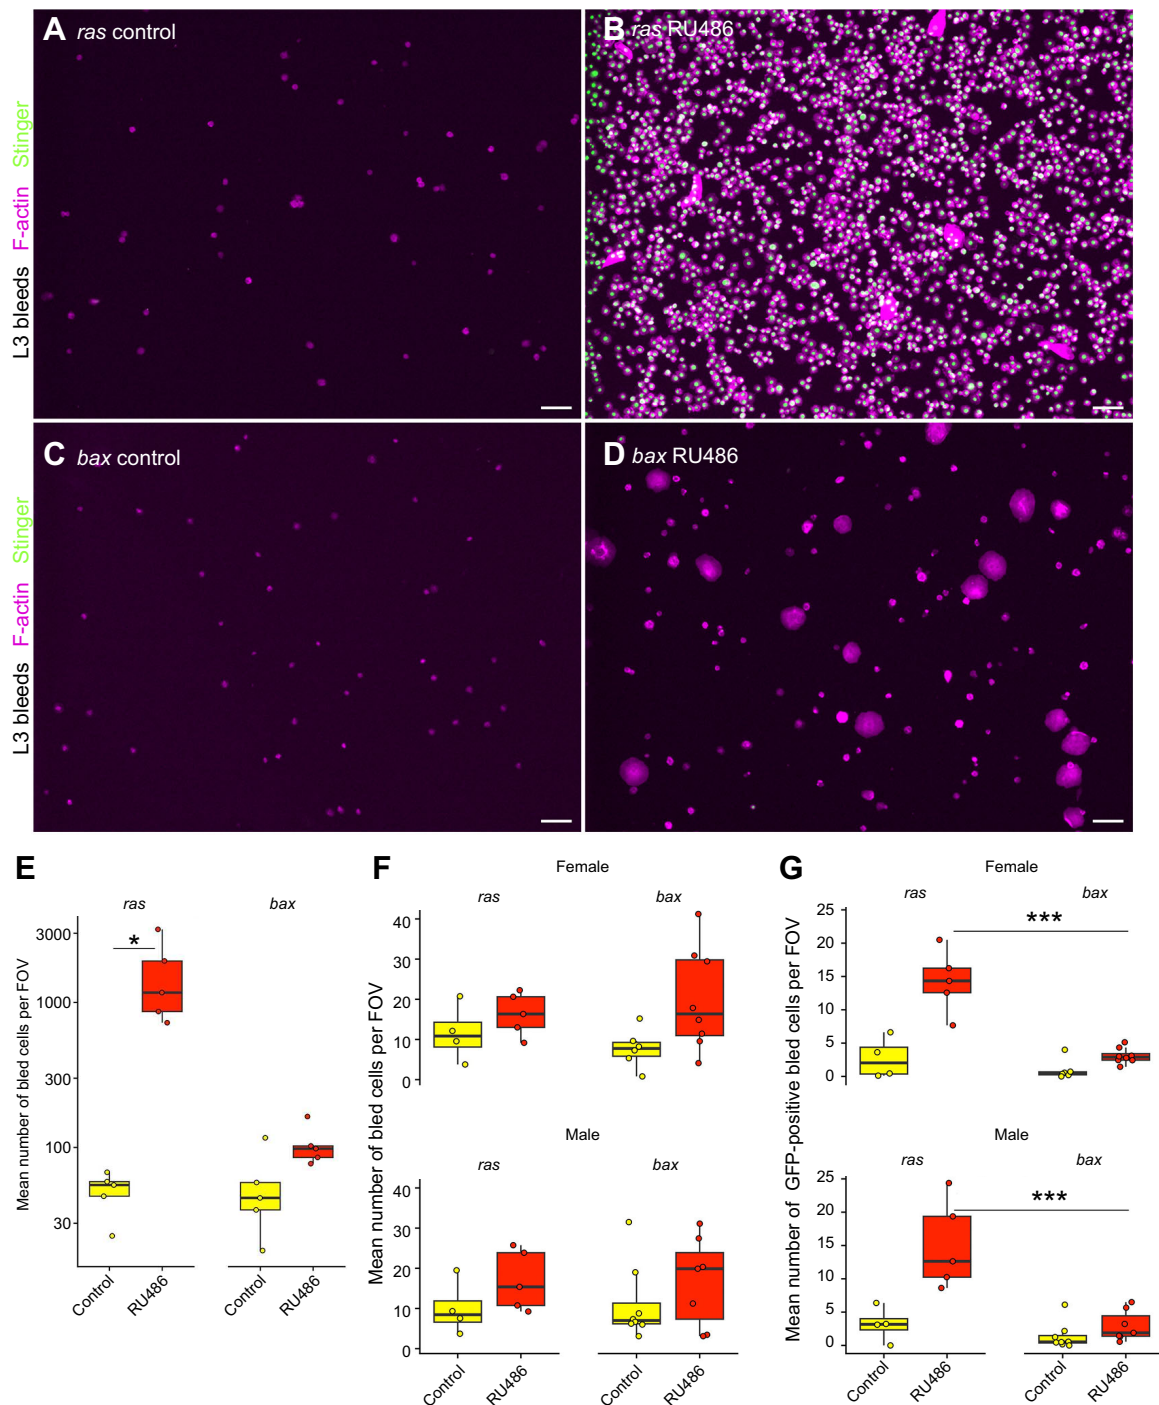 A ras control
B ras RU486
L3 bleeds F-actin Stinger
C bax control
D bax RU486
L3 bleeds F-actin Stinger
E
ras bax
Mean number of bled cells per FOV
3000
1000
300
100
30
*
Control RU486 Control RU486
F
Female
ras bax
Mean number of bled cells per FOV
40
30
20
10
0
Male
ras bax
40
30
20
10
0
Control RU486 Control RU486
G
Female
ras bax
Mean number of GFP-positive bled cells per FOV
25
20
15
10
5
0
***
Male
ras bax
25
20
15
10
5
0
***
Control RU486 Control RU486